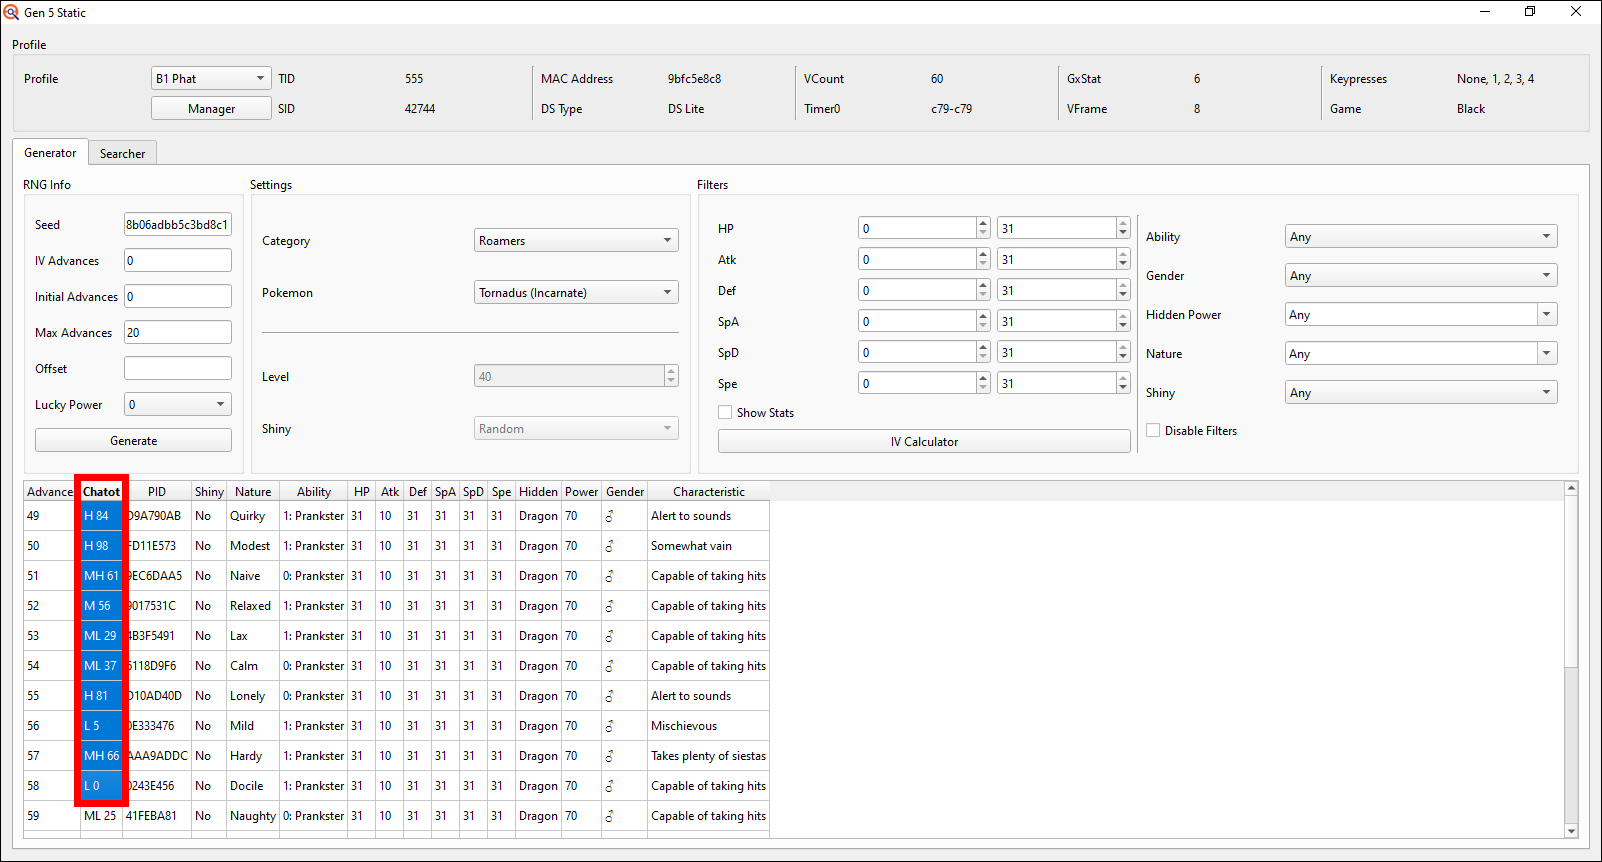 Gen 5 Static
Profile
Profile B1 Phat TID 555 MAC Address 9bfc5e8c8 VCount 60 GxStat 6 Keypresses None, 1, 2, 3, 4
Manager SID 42744 DS Type DS Lite Timer0 c79-c79 VFrame 8 Game Black
Generator Searcher
RNG Info Settings Filters
Seed 8b06adbb5c3bd8c1
IV Advances 0
Initial Advances 0
Max Advances 20
Offset
Lucky Power 0
Generate
Category Roamers
Pokemon Tornadus (Incarnate)
Level 40
Shiny Random
HP 0 31
Atk 0 31
Def 0 31
SpA 0 31
SpD 0 31
Spe 0 31
Show Stats
IV Calculator
Ability Any
Gender Any
Hidden Power Any
Nature Any
Shiny Any
Disable Filters
Advance Chatot PID Shiny Nature Ability HP Atk Def SpA SpD Spe Hidden Power Gender Characteristic
49 H 84 D9A790AB No Quirky 1: Prankster 31 10 31 31 31 31 Dragon 70 ♂ Alert to sounds
50 H 98 FD11E573 No Modest 1: Prankster 31 10 31 31 31 31 Dragon 70 ♂ Somewhat vain
51 MH 61 9EC6DAA5 No Naive 0: Prankster 31 10 31 31 31 31 Dragon 70 ♂ Capable of taking hits
52 M 56 9017531C No Relaxed 1: Prankster 31 10 31 31 31 31 Dragon 70 ♂ Capable of taking hits
53 ML 29 4B3F5491 No Lax 1: Prankster 31 10 31 31 31 31 Dragon 70 ♂ Capable of taking hits
54 ML 37 No Calm 0: Prankster 31 10 31 31 31 31 Dragon 70 ♂ Capable of taking hits
55 H 81 D10AD40D No Lonely 0: Prankster 31 10 31 31 31 31 Dragon 70 ♂ Alert to sounds
56 L 5 0E333476 No Mild 1: Prankster 31 10 31 31 31 31 Dragon 70 ♂ Mischievous
57 MH 66 AAA9ADDC No Hardy 1: Prankster 31 10 31 31 31 31 Dragon 70 ♂ Takes plenty of siestas
58 L 0 0243E456 No Docile 1: Prankster 31 10 31 31 31 31 Dragon 70 ♂ Capable of taking hits
59 ML 25 41FEBA81 No Naughty 0: Prankster 31 10 31 31 31 31 Dragon 70 ♂ Capable of taking hits